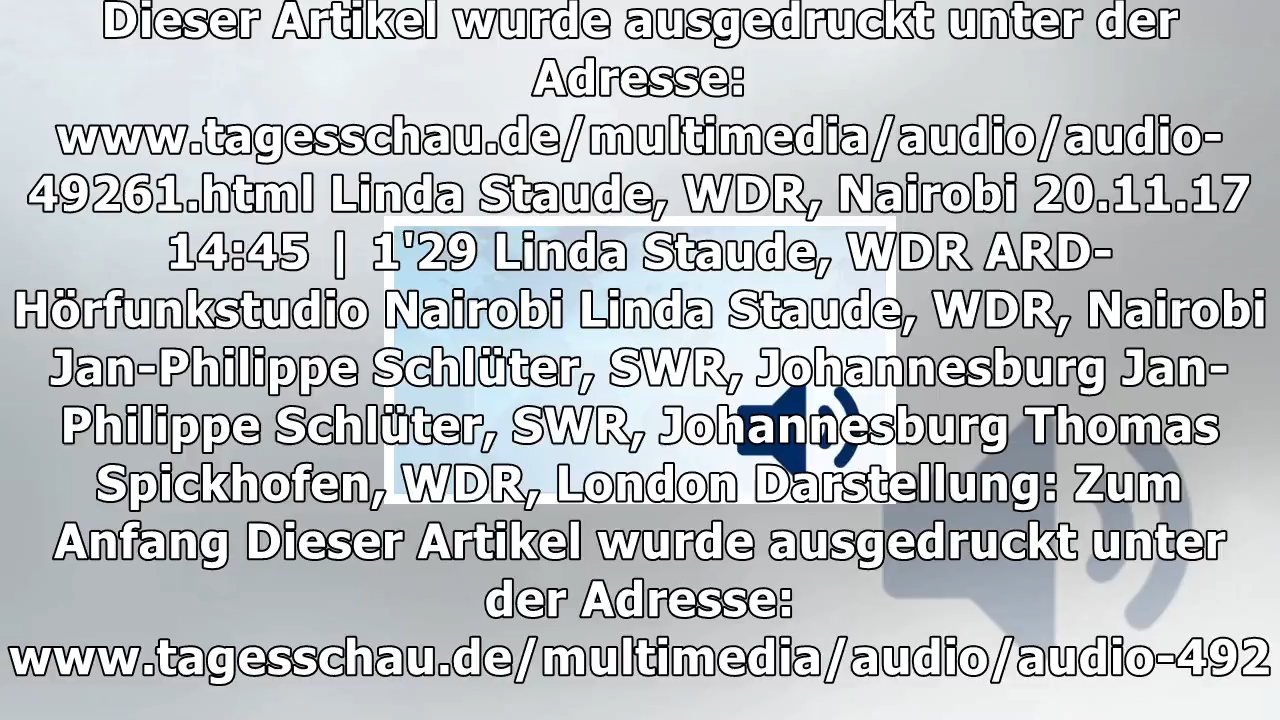 Dieser Artikel wurde ausgedruckt unter der
Adresse:
www.tagesschau.de/multimedia/audio/audio-
49261.html Linda Staude, WDR, Nairobi 20.11.17
14:45 | 1'29 Linda Staude, WDR ARD-
Hörfunkstudio Nairobi Linda Staude, WDR, Nairobi
Jan-Philippe Schlüter, SWR, Johannesburg Jan-
Philippe Schlüter, SWR, Johannesburg Thomas
Spickhofen, WDR, London Darstellung: Zum
Anfang Dieser Artikel wurde ausgedruckt unter
der Adresse:
www.tagesschau.de/multimedia/audio/audio-492